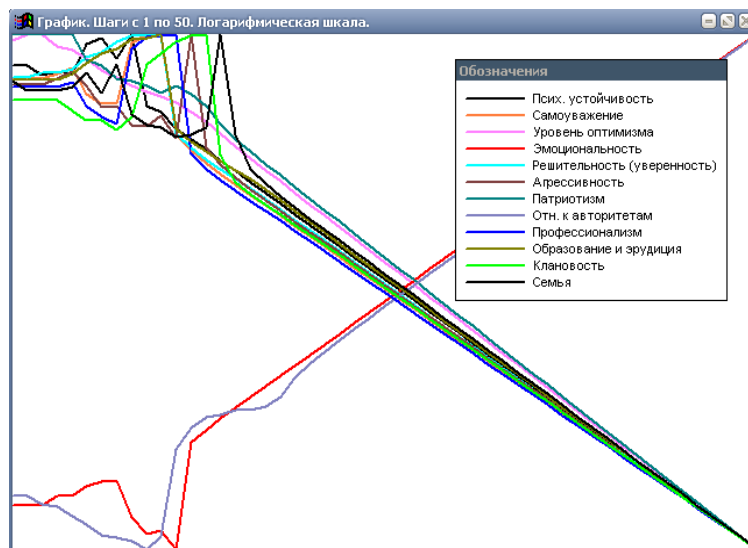 График. Шаги с 1 по 50. Логарифмическая шкала.
Обозначения
Псих. устойчивость
Самоуважение
Уровень оптимизма
Эмоциональность
Решительность (уверенность)
Агрессивность
Патриотизм
Отн. к авторитетам
Профессионализм
Образование и эрудиция
Клановость
Семья